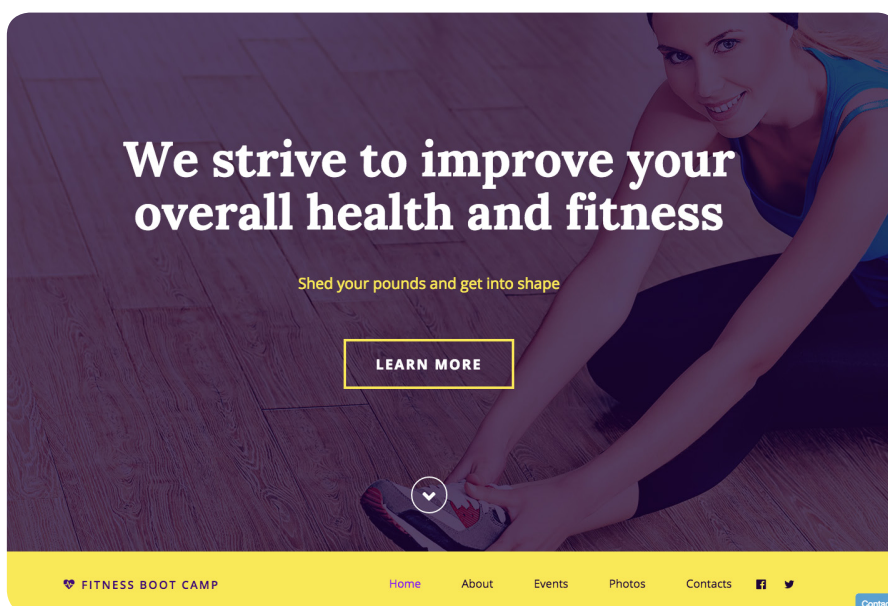 We strive to improve your
overall health and fitness
Shed your pounds and get into shape
LEARN MORE
FITNESS BOOT CAMP Home About Events Photos Contacts